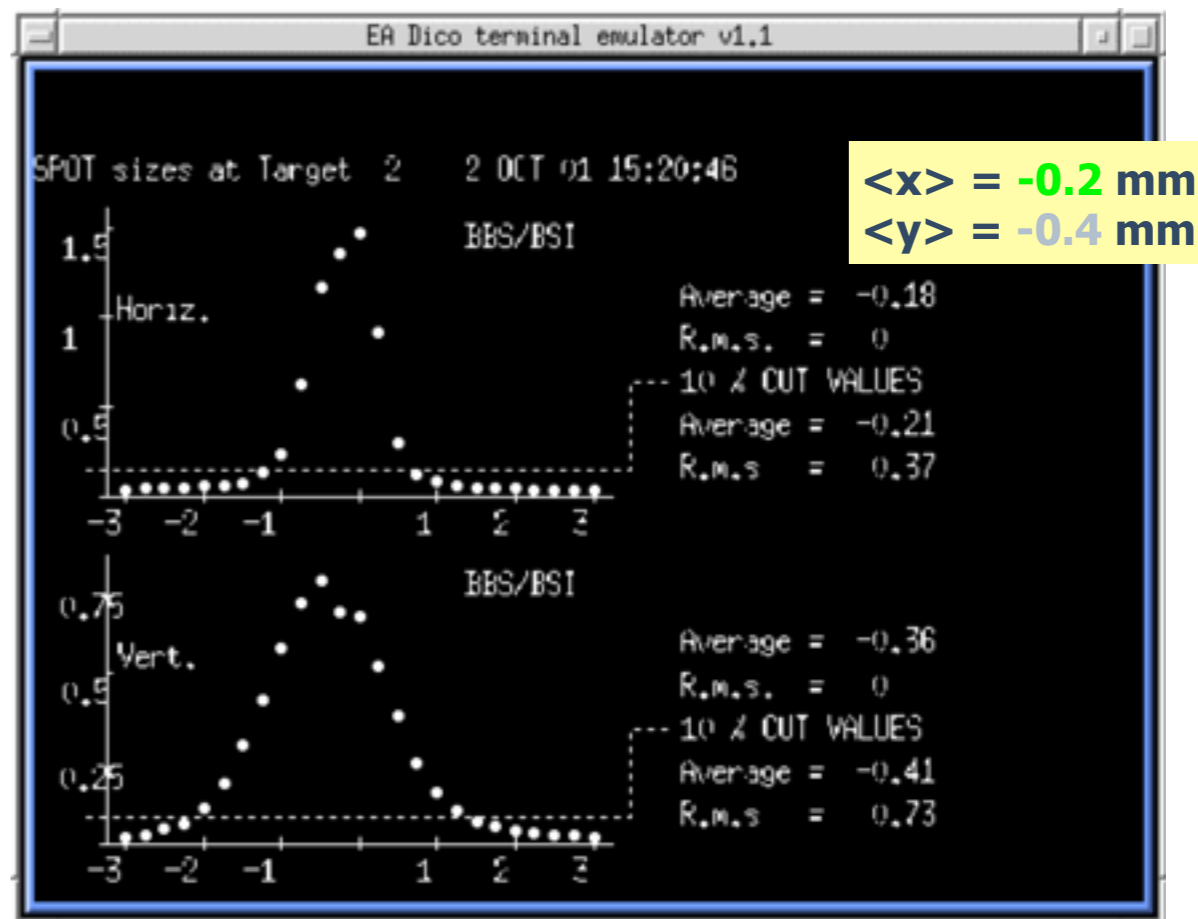 EA Dico terminal emulator v1.1
SPOT sizes at Target 2 2 OCT 01 15:20:46
<x> = -0.2 mm
<y> = -0.4 mm
BBS/BSI
1.5
Horiz.
1
0.5
Average = -0.18
R.m.s. = 0
10 % CUT VALUES
Average = -0.21
R.m.s = 0.37
-3 -2 -1 1 2 3
BBS/BSI
0.75
Vert.
0.5
0.25
Average = -0.36
R.m.s. = 0
10 % CUT VALUES
Average = -0.41
R.m.s = 0.73
-3 -2 -1 1 2 3